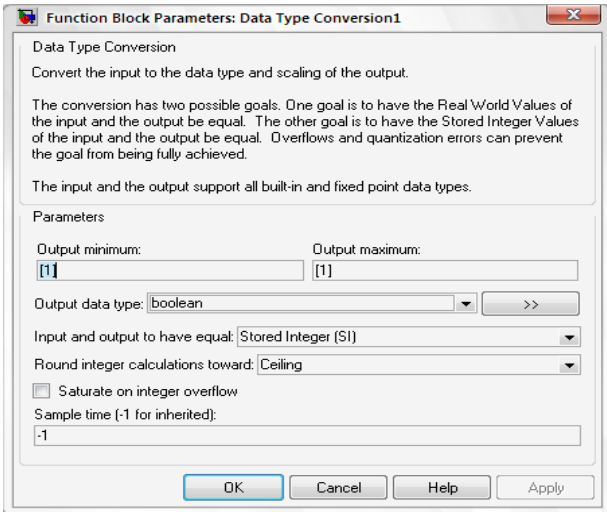 Function Block Parameters: Data Type Conversion1
Data Type Conversion
Convert the input to the data type and scaling of the output.
The conversion has two possible goals. One goal is to have the Real World Values of
the input and the output be equal. The other goal is to have the Stored Integer Values
of the input and the output be equal. Overflows and quantization errors can prevent
the goal from being fully achieved.
The input and the output support all built-in and fixed point data types.
Parameters
Output minimum: Output maximum:
[1] [1]
Output data type: boolean >>
Input and output to have equal: Stored Integer (SI)
Round integer calculations toward: Ceiling
Saturate on integer overflow
Sample time (-1 for inherited):
-1
OK Cancel Help Apply